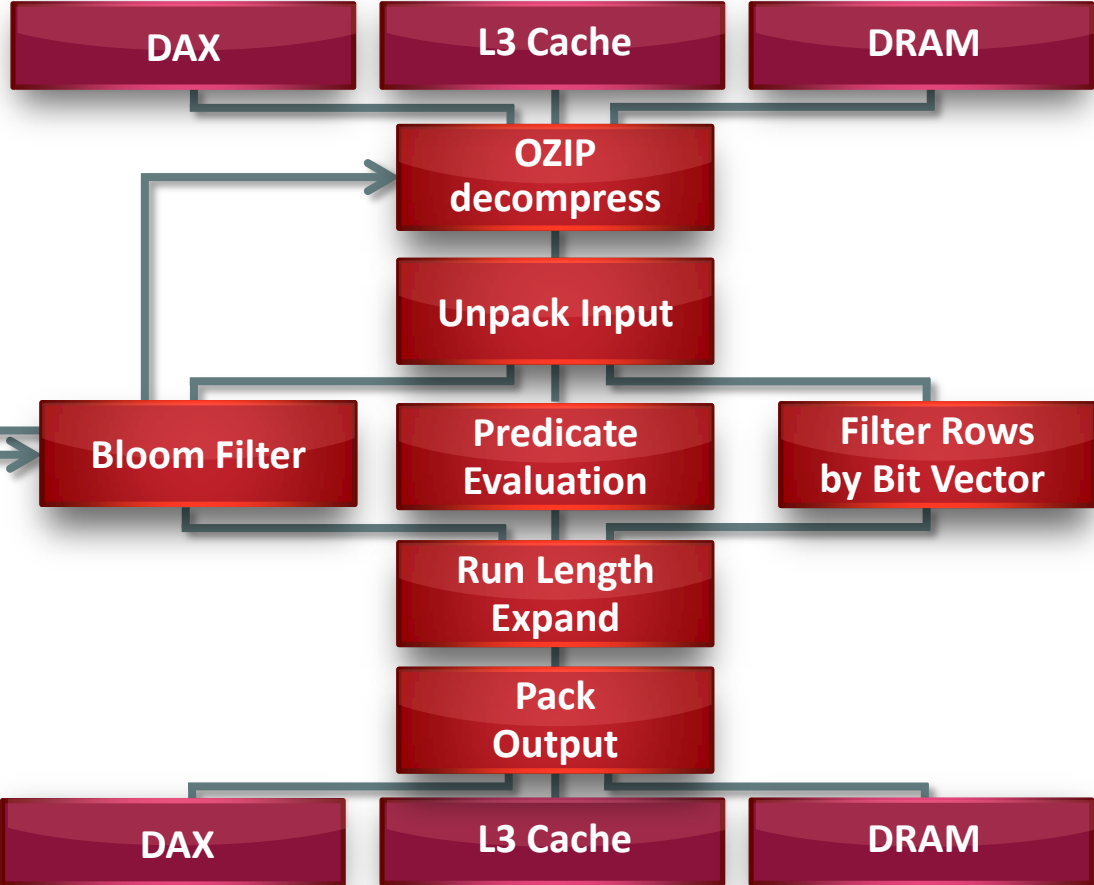 DAX
L3 Cache
DRAM
OZIP
decompress
Unpack Input
Bloom Filter
Predicate
Evaluation
Filter Rows
by Bit Vector
Run Length
Expand
Pack
Output
DAX
L3 Cache
DRAM